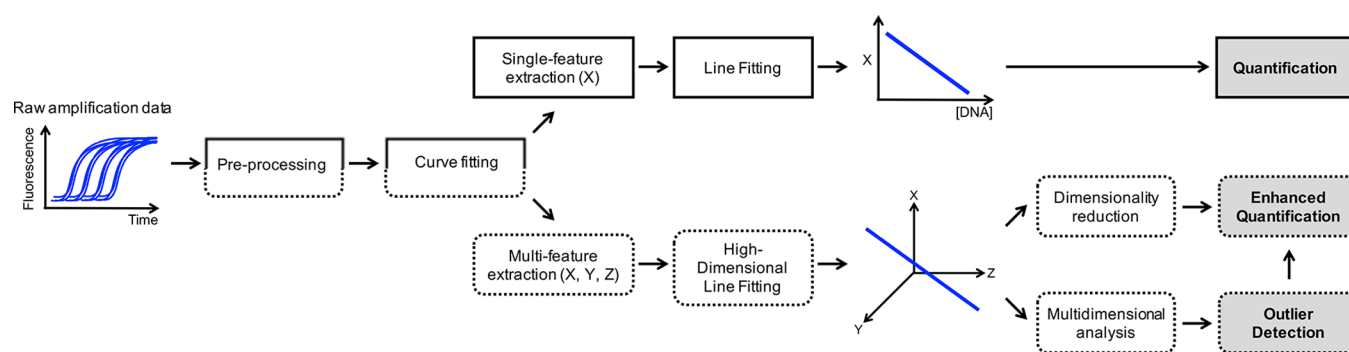 Raw amplification data
Fluorescence
Time
Pre-processing
Curve fitting
Single-feature
extraction (X)
Line Fitting
X
[DNA]
Quantification
Multi-feature
extraction (X, Y, Z)
High-
Dimensional
Line Fitting
X
Z
Y
Dimensionality
reduction
Enhanced
Quantification
Multidimensional
analysis
Outlier
Detection